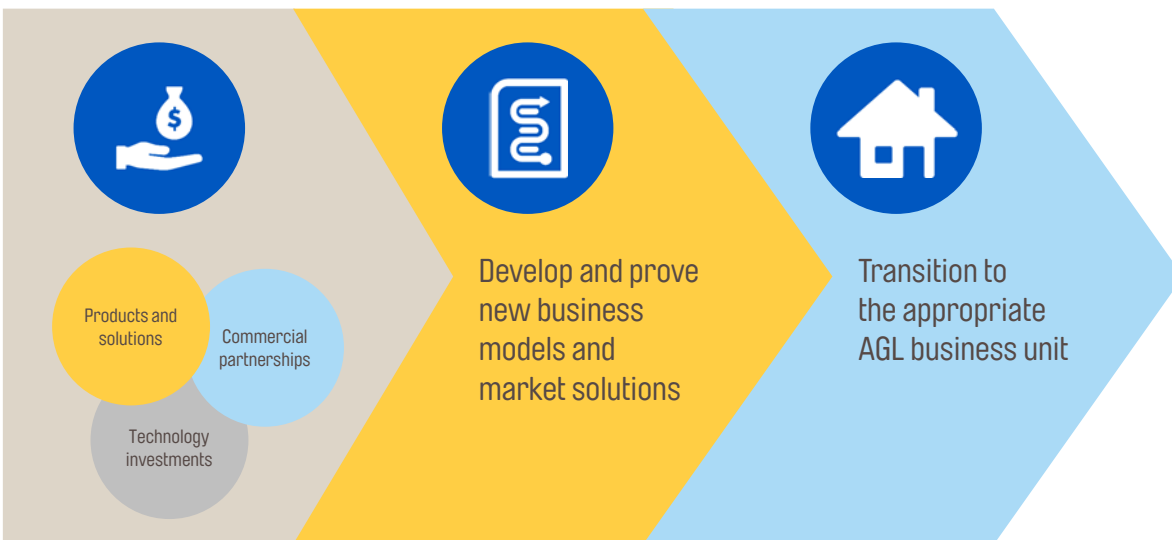 $
Products and
solutions
Commercial
partnerships
Technology
investments
Develop and prove
new business
models and
market solutions
Transition to
the appropriate
AGL business unit